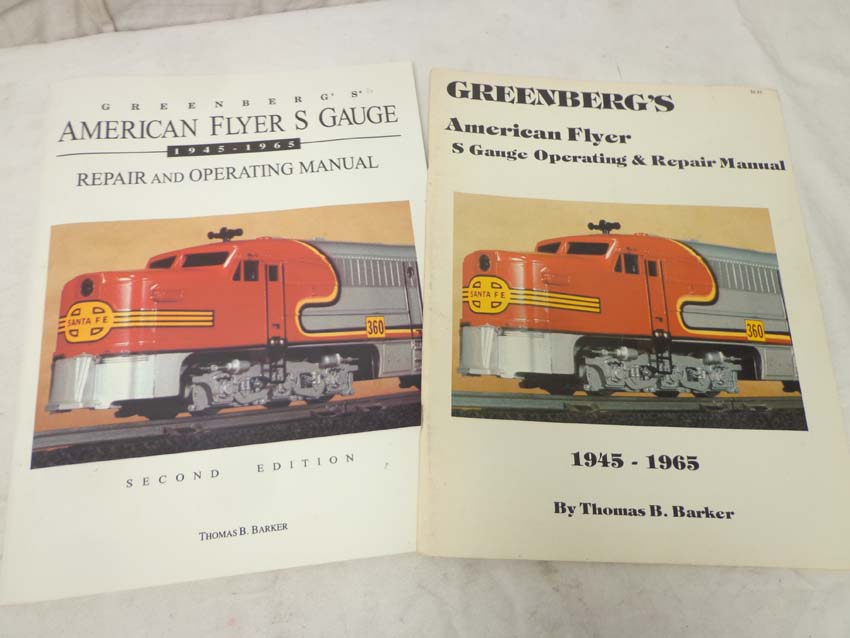 GREENBERG'S
AMERICAN FLYER S GAUGE
1945-1965
REPAIR AND OPERATING MANUAL
SANTA FE
360
SECOND EDITION
THOMAS B. BARKER
GREENBERG'S
American Flyer
S Gauge Operating & Repair Manual
SANTA FE
360
1945 - 1965
By Thomas B. Barker